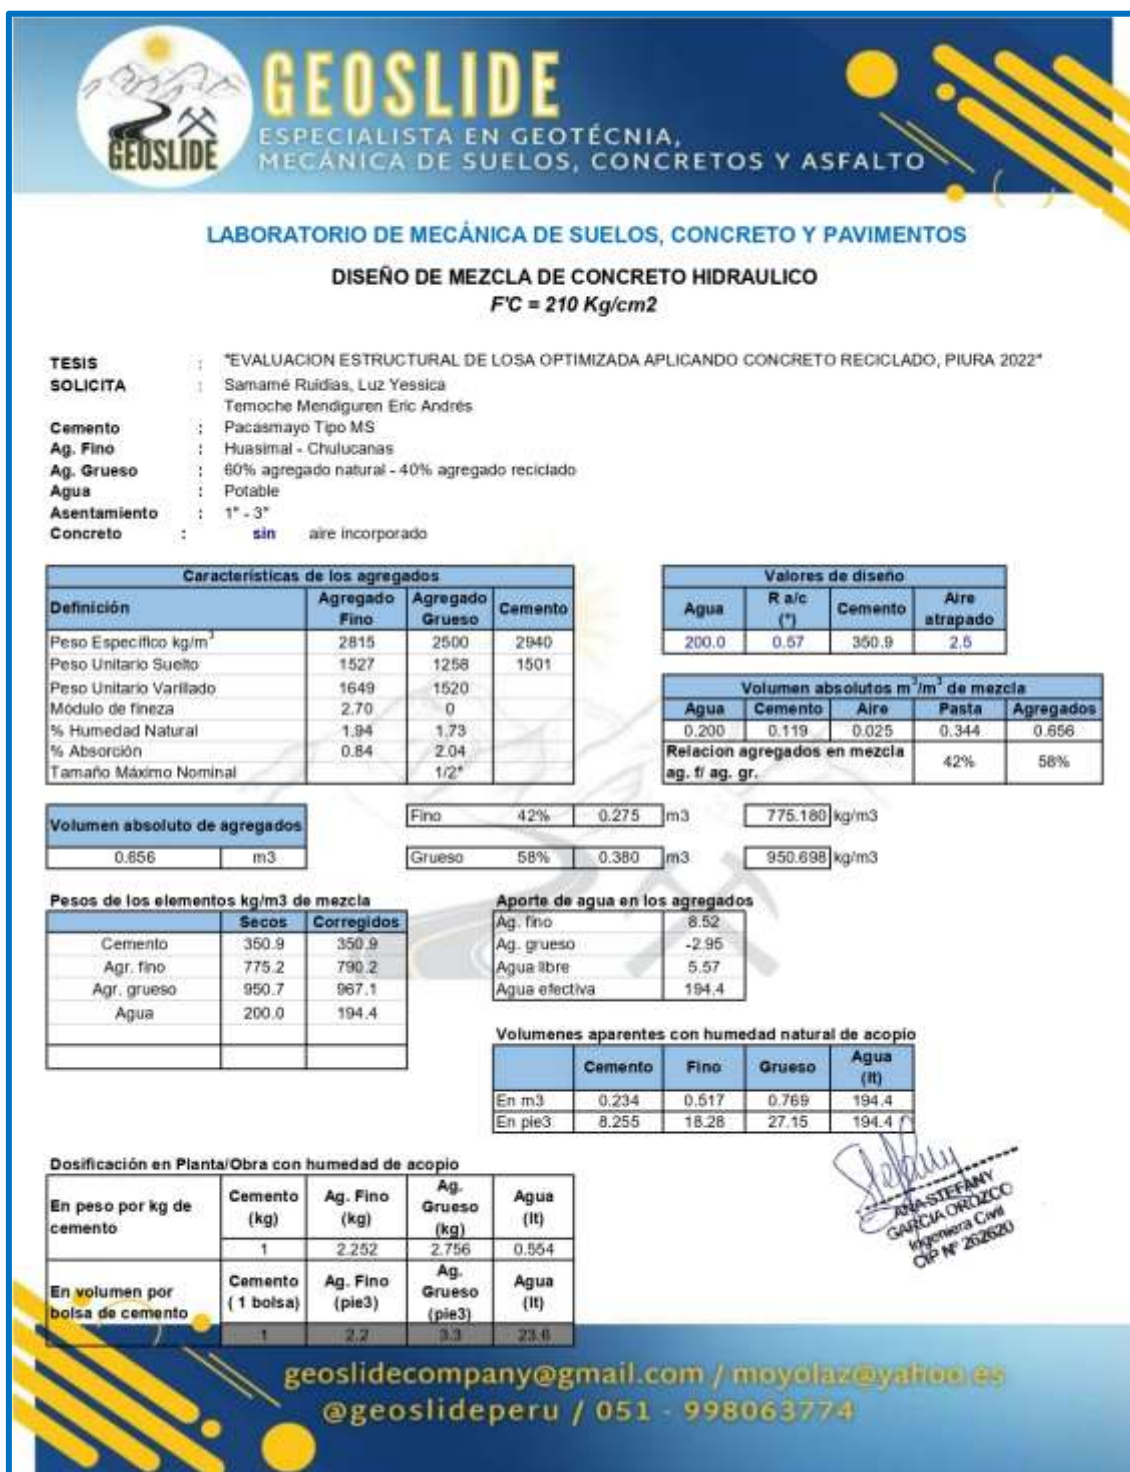 GEOSLIDE
GEOSLIDE
ESPECIALISTA EN GEOTÉCNIA,
MECÁNICA DE SUELOS, CONCRETOS Y ASFALTO
LABORATORIO DE MECÁNICA DE SUELOS, CONCRETO Y PAVIMENTOS
DISEÑO DE MEZCLA DE CONCRETO HIDRAULICO
F'C = 210 Kg/cm2
TESIS : "EVALUACION ESTRUCTURAL DE LOSA OPTIMIZADA APLICANDO CONCRETO RECICLADO, PIURA 2022"
SOLICITA : Samamé Ruidias, Luz Yessica
Temoche Mendiguren Eric Andrés
Cemento : Pacasmayo Tipo MS
Ag. Fino : Huasimal - Chulucanas
Ag. Grueso : 60% agregado natural - 40% agregado reciclado
Agua : Potable
Asentamiento : 1" - 3"
Concreto : sin aire incorporado
Características de los agregados
Definición Agregado Fino Agregado Grueso Cemento
Peso Específico kg/m3 2815 2500 2940
Peso Unitario Suelto 1527 1258 1501
Peso Unitario Varillado 1649 1520
Módulo de fineza 2.70 0
% Humedad Natural 1.94 1.73
% Absorción 0.84 2.04
Tamaño Máximo Nominal 1/2"
Valores de diseño
Agua R a/c (*) Cemento Aire atrapado
200.0 0.57 350.9 2.5
Volumen absolutos m3/m3 de mezcla
Agua Cemento Aire Pasta Agregados
0.200 0.119 0.025 0.344 0.656
Relacion agregados en mezcla ag. f/ ag. gr. 42% 58%
Volumen absoluto de agregados
0.656 m3
Fino 42% 0.275 m3 775.180 kg/m3
Grueso 58% 0.380 m3 950.698 kg/m3
Pesos de los elementos kg/m3 de mezcla
Secos Corregidos
Cemento 350.9 350.9
Agr. fino 775.2 790.2
Agr. grueso 950.7 967.1
Agua 200.0 194.4
Aporte de agua en los agregados
Ag. fino 8.52
Ag. grueso -2.95
Agua libre 5.57
Agua efectiva 194.4
Volumenes aparentes con humedad natural de acopio
Cemento Fino Grueso Agua (lt)
En m3 0.234 0.517 0.769 194.4
En pie3 8.255 18.28 27.15 194.4
Dosificación en Planta/Obra con humedad de acopio
En peso por kg de cemento Cemento (kg) Ag. Fino (kg) Ag. Grueso (kg) Agua (lt)
1 2.252 2.756 0.554
En volumen por bolsa de cemento Cemento ( 1 bolsa) Ag. Fino (pie3) Ag. Grueso (pie3) Agua (lt)
1 2.2 3.3 23.6
ANA STEFANY
GARCIA OROZCO
Ingeniera Civil
CIP Nº 262620
geoslidecompany@gmail.com / moyolaz@yahoo.es
@geoslideperu / 051 - 998063774